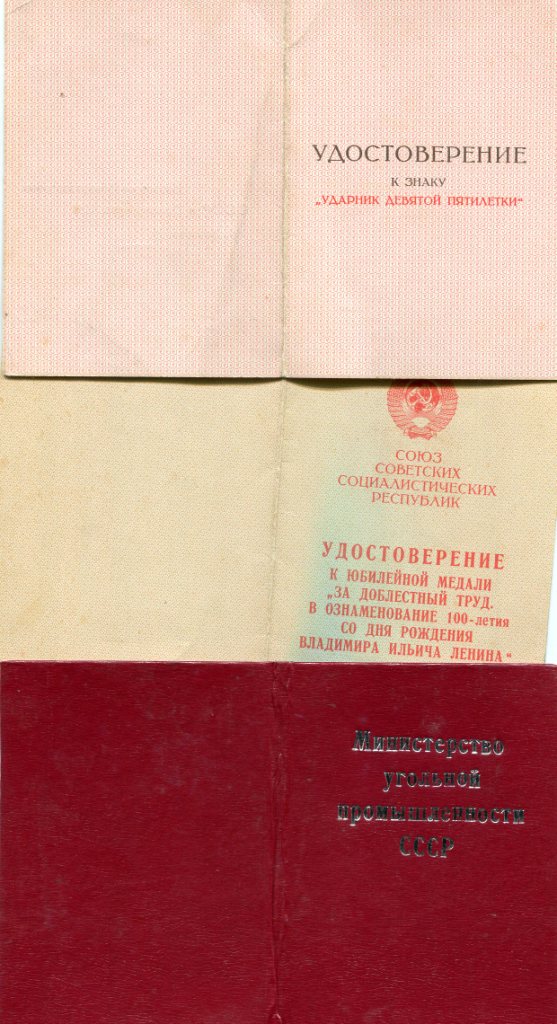 УДОСТОВЕРЕНИЕ
К ЗНАКУ
„УДАРНИК ДЕВЯТОЙ ПЯТИЛЕТКИ“
СОЮЗ
СОВЕТСКИХ
СОЦИАЛИСТИЧЕСКИХ
РЕСПУБЛИК
УДОСТОВЕРЕНИЕ
К ЮБИЛЕЙНОЙ МЕДАЛИ
„ЗА ДОБЛЕСТНЫЙ ТРУД.
В ОЗНАМЕНОВАНИЕ 100-летия
СО ДНЯ РОЖДЕНИЯ
ВЛАДИМИРА ИЛЬИЧА ЛЕНИНА“
Министерство
угольной
промышленности
СССР